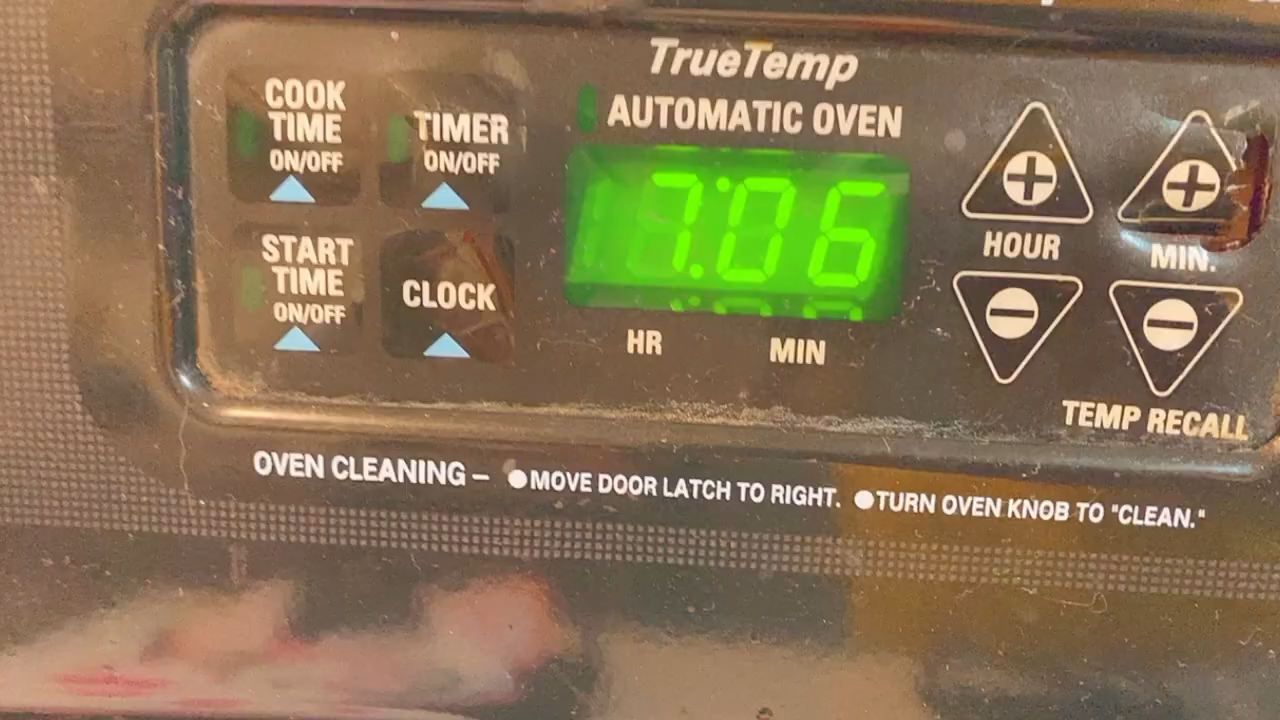 TrueTemp
AUTOMATIC OVEN
COOK
TIME
ON/OFF
TIMER
ON/OFF
START
TIME
ON/OFF
CLOCK
7:06
HR
MIN
HOUR
MIN.
TEMP RECALL
OVEN CLEANING – ●MOVE DOOR LATCH TO RIGHT. ●TURN OVEN KNOB TO "CLEAN."